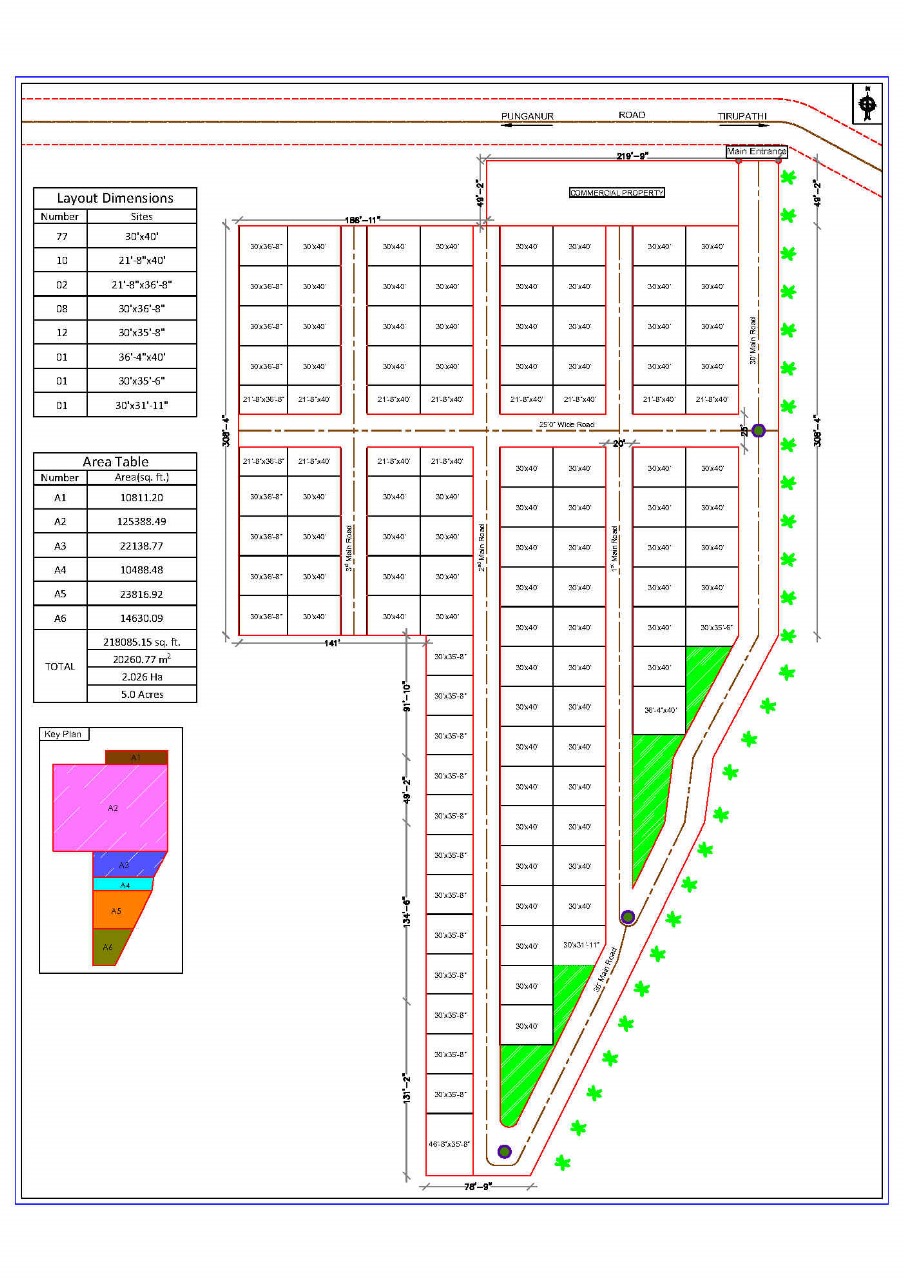 N
PUNGANUR ROAD TIRUPATHI
Main Entrance
219'-9"
49'-2"
49'-2"
COMMERCIAL PROPERTY
Layout Dimensions
Number Sites
77 30'x40'
10 21'-8"x40'
02 21'-8"x36'-8"
08 30'x36'-8"
12 30'x35'-8"
01 36'-4"x40'
01 30'x35'-6"
01 30'x31'-11"
Area Table
Number Area(sq. ft.)
A1 10811.20
A2 125388.49
A3 22138.77
A4 10488.48
A5 23816.92
A6 14630.09
TOTAL
218085.15 sq. ft.
20260.77 m²
2.026 Ha
5.0 Acres
Key Plan
A1
A2
A3
A4
A5
A6
30'x36'-8" 30'x40' 30'x40' 30'x40' 30'x40' 30'x40' 30'x40' 30'x40'
30'x36'-8" 30'x40' 30'x40' 30'x40' 30'x40' 30'x40' 30'x40' 30'x40'
30'x36'-8" 30'x40' 30'x40' 30'x40' 30'x40' 30'x40' 30'x40' 30'x40'
30'x36'-8" 30'x40' 30'x40' 30'x40' 30'x40' 30'x40' 30'x40' 30'x40'
21'-8"x36'-8" 21'-8"x40' 21'-8"x40' 21'-8"x40' 21'-8"x40' 21'-8"x40' 21'-8"x40' 21'-8"x40'
30' Main Road
308'-4"
25'0" Wide Road
25'
308'-4"
20'
21'-8"x36'-8" 21'-8"x40' 21'-8"x40' 21'-8"x40' 30'x40' 30'x40' 30'x40' 30'x40'
30'x36'-8" 30'x40' 30'x40' 30'x40' 30'x40' 30'x40' 30'x40' 30'x40'
30'x36'-8" 30'x40' 30'x40' 30'x40' 30'x40' 30'x40' 30'x40' 30'x40'
3rd Main Road
2nd Main Road
1st Main Road
30'x36'-8" 30'x40' 30'x40' 30'x40' 30'x40' 30'x40' 30'x40' 30'x40'
30'x36'-8" 30'x40' 30'x40' 30'x40' 30'x40' 30'x40' 30'x40' 30'x35'-6"
141'
30'x35'-8" 30'x40' 30'x40' 30'x40'
91'-10"
30'x35'-8" 30'x40' 30'x40' 36'-4"x40'
30'x35'-8" 30'x40' 30'x40'
30'x35'-8" 30'x40' 30'x40'
49'-2"
30'x35'-8" 30'x40' 30'x40'
30'x35'-8" 30'x40' 30'x40'
30'x35'-8" 30'x40' 30'x40'
134'-6"
30'x35'-8" 30'x40' 30'x31'-11"
30'x35'-8" 30'x40'
30' Main Road
30'x35'-8" 30'x40'
30'x35'-8"
131'-2"
30'x35'-8"
46'-8"x35'-8"
78'-9"